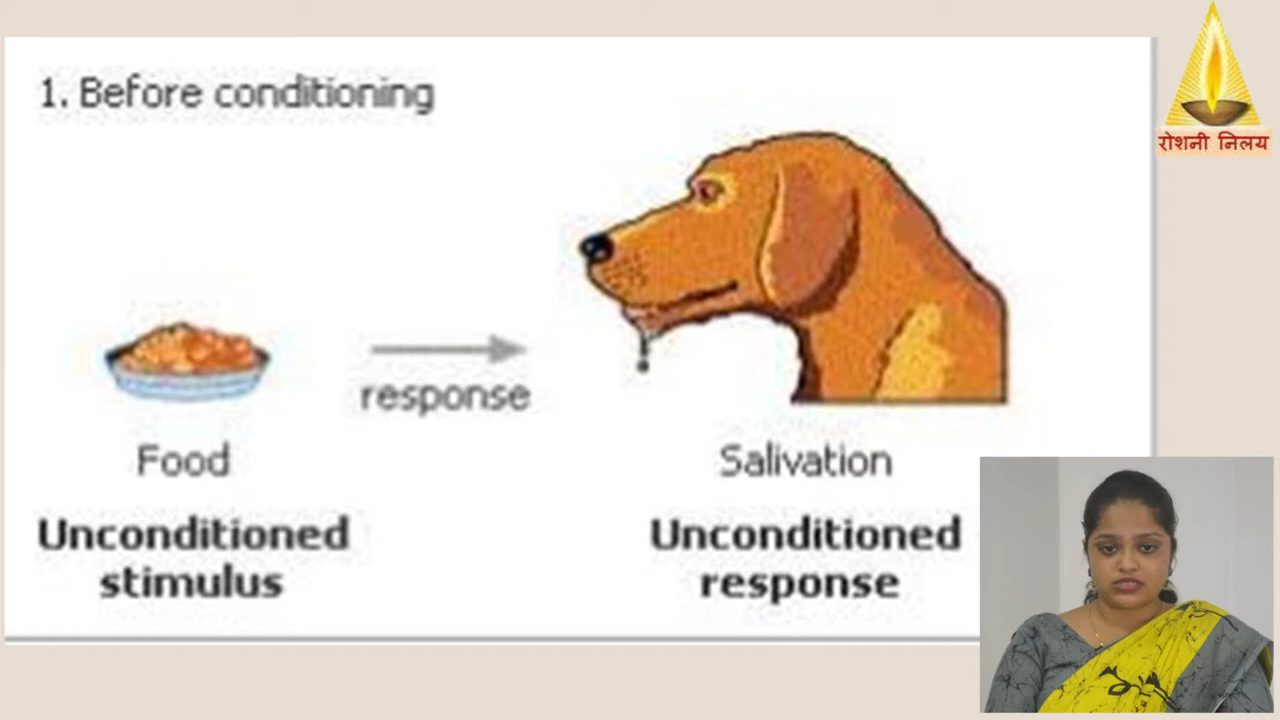 1. Before conditioning
रोशनी निलय
response
Food
Salivation
Unconditioned
stimulus
Unconditioned
response